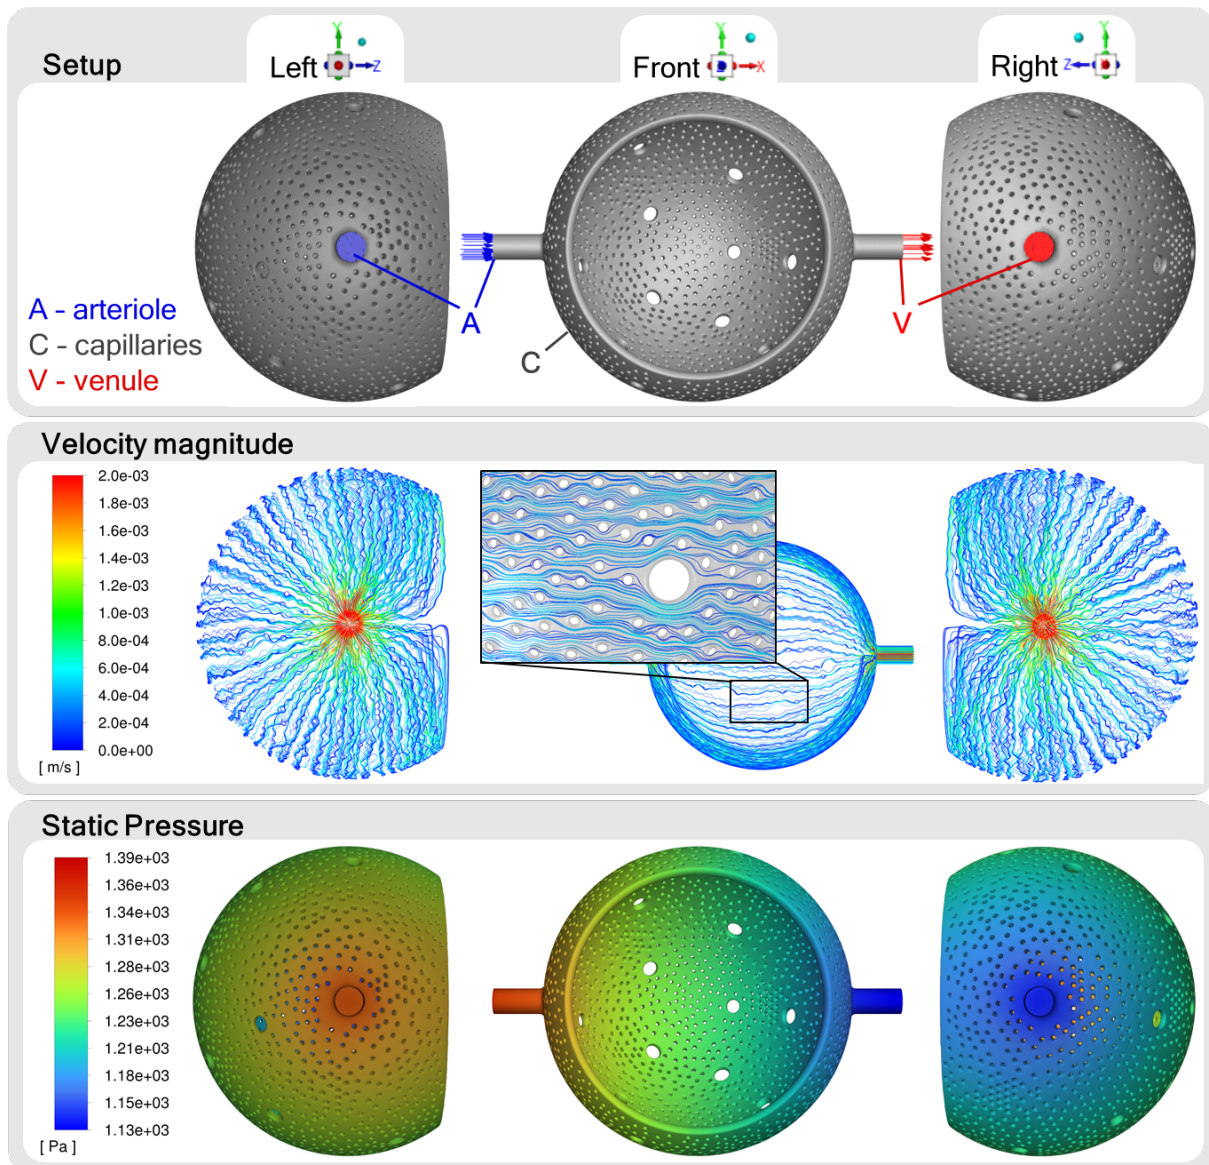 Setup
Left
Y
Z
Front
Y
X
Right
Y
Z
A - arteriole
C - capillaries
V - venule
A
C
V
Velocity magnitude
2.0e-03
1.8e-03
1.6e-03
1.4e-03
1.2e-03
1.0e-03
8.0e-04
6.0e-04
4.0e-04
2.0e-04
0.0e+00
[ m/s ]
Static Pressure
1.39e+03
1.36e+03
1.34e+03
1.31e+03
1.28e+03
1.26e+03
1.23e+03
1.21e+03
1.18e+03
1.15e+03
1.13e+03
[ Pa ]